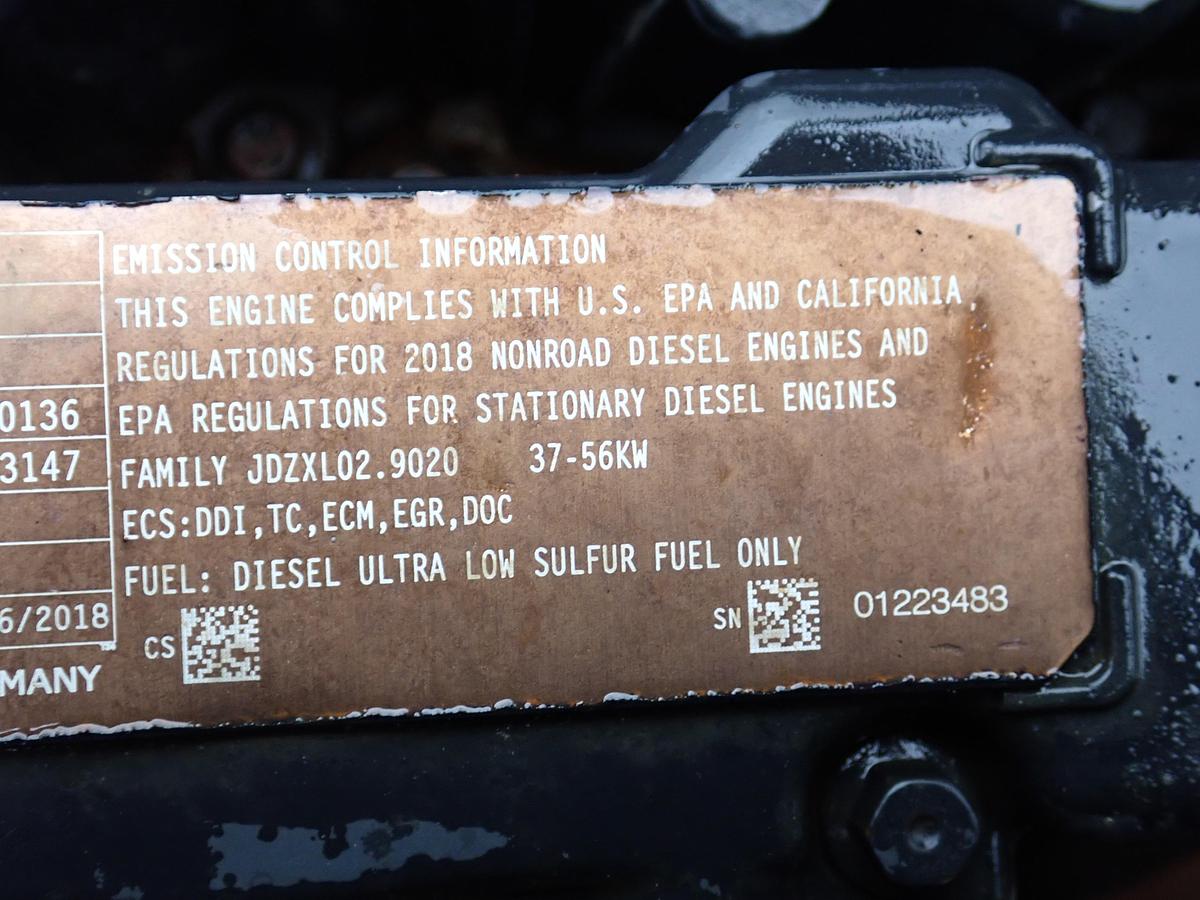 EMISSION CONTROL INFORMATION
THIS ENGINE COMPLIES WITH U.S. EPA AND CALIFORNIA,
REGULATIONS FOR 2018 NONROAD DIESEL ENGINES AND
0136 EPA REGULATIONS FOR STATIONARY DIESEL ENGINES
3147 FAMILY JDZXL02.9020 37-56KW
ECS:DDI,TC,ECM,EGR,DOC
FUEL: DIESEL ULTRA LOW SULFUR FUEL ONLY
6/2018 CS SN 01223483
MANY